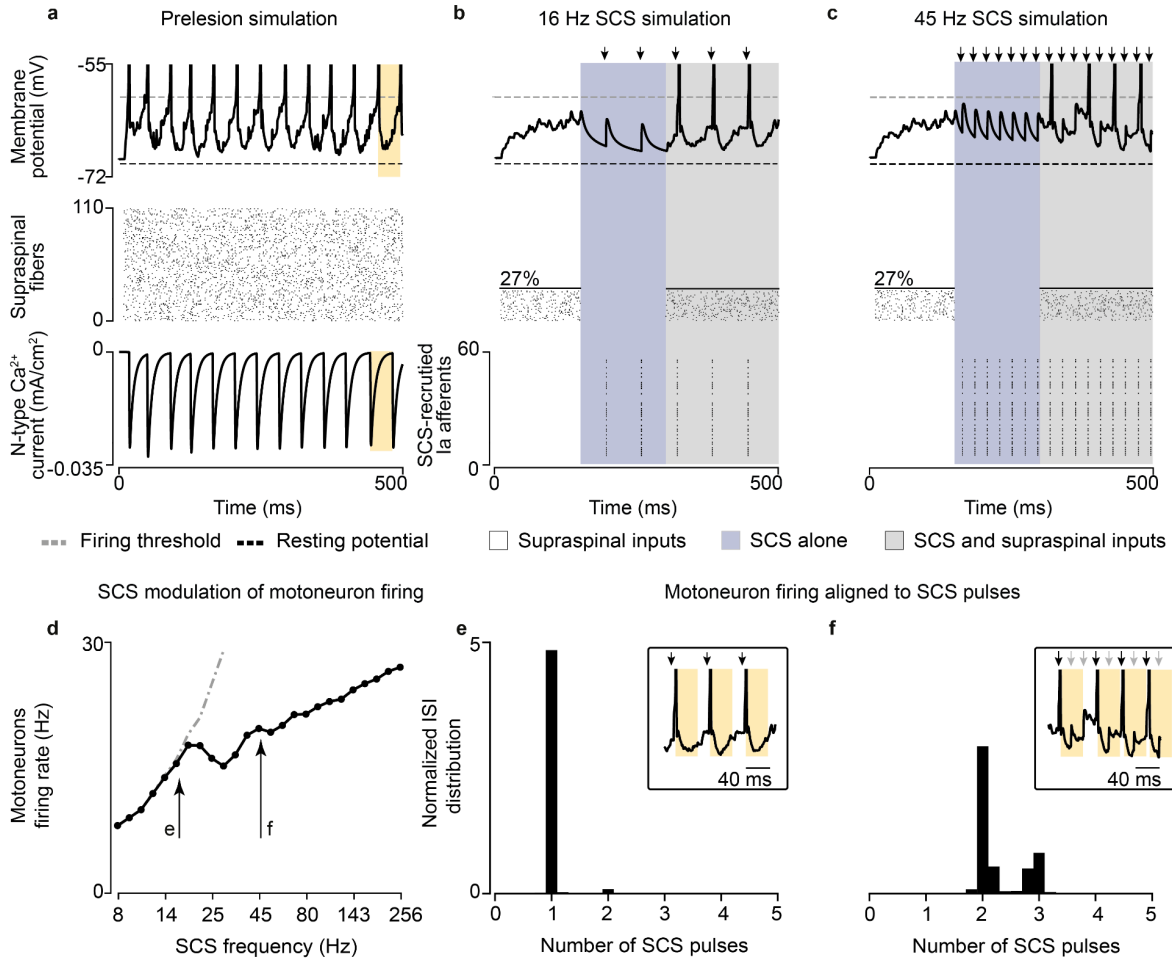 a Prelesion simulation
b 16 Hz SCS simulation
c 45 Hz SCS simulation
Membrane
potential (mV)
-55
-72
Supraspinal
fibers
110
0
27%
27%
N-type Ca²⁺
current (mA/cm²)
0
-0.035
SCS-recrutied
Ia afferents
60
0
0 500
Time (ms)
0 500
Time (ms)
0 500
Time (ms)
Firing threshold Resting potential
Supraspinal inputs SCS alone SCS and supraspinal inputs
SCS modulation of motoneuron firing
Motoneuron firing aligned to SCS pulses
d
Motoneurons
firing rate (Hz)
30
0
e
f
8 14 25 45 80 143 256
SCS frequency (Hz)
e
Normalized ISI
distribution
5
0
40 ms
0 1 2 3 4 5
Number of SCS pulses
f
40 ms
0 1 2 3 4 5
Number of SCS pulses